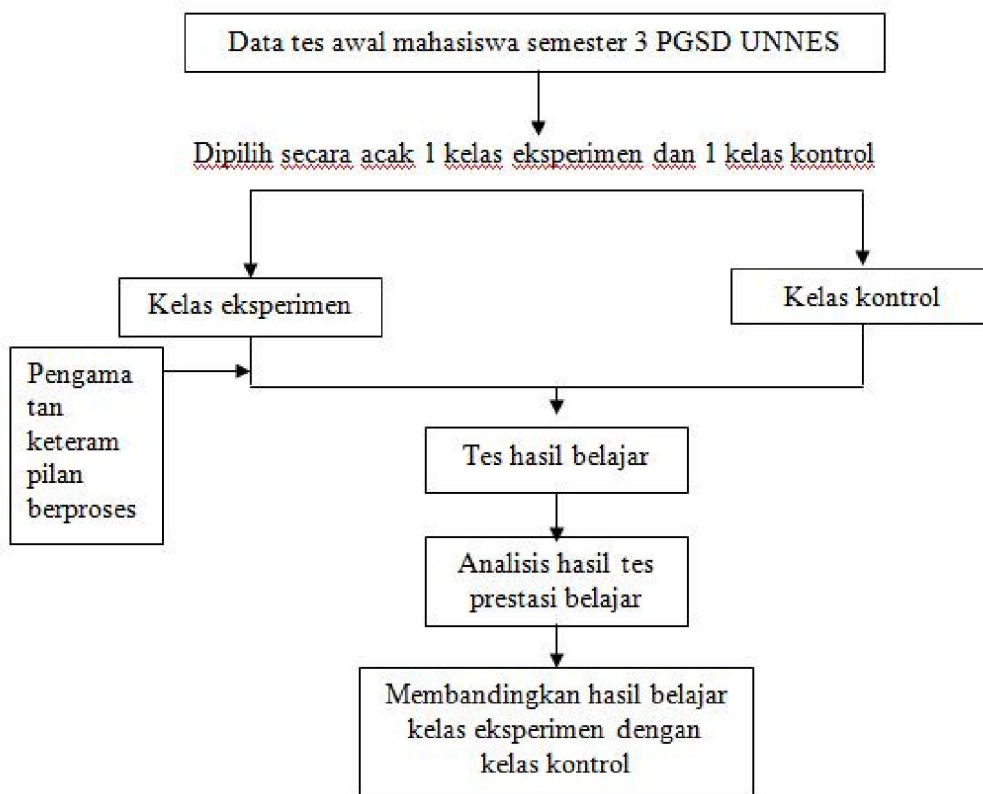 Data tes awal mahasiswa semester 3 PGSD UNNES
Dipilih secara acak 1 kelas eksperimen dan 1 kelas kontrol
Kelas eksperimen
Kelas kontrol
Pengama
tan
keteram
pilan
berproses
Tes hasil belajar
Analisis hasil tes
prestasi belajar
Membandingkan hasil belajar
kelas eksperimen dengan
kelas kontrol